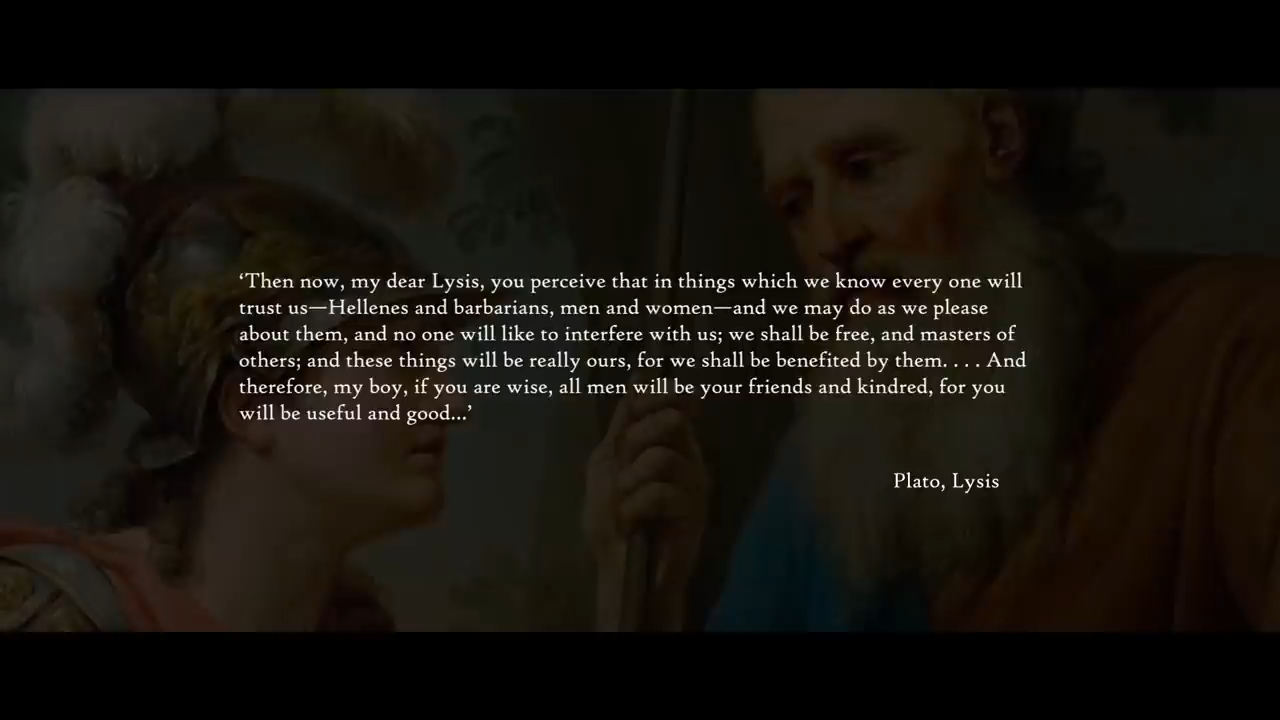 ‘Then now, my dear Lysis, you perceive that in things which we know every one will
trust us—Hellenes and barbarians, men and women—and we may do as we please
about them, and no one will like to interfere with us; we shall be free, and masters of
others; and these things will be really ours, for we shall be benefited by them. . . . And
therefore, my boy, if you are wise, all men will be your friends and kindred, for you
will be useful and good...’
Plato, Lysis